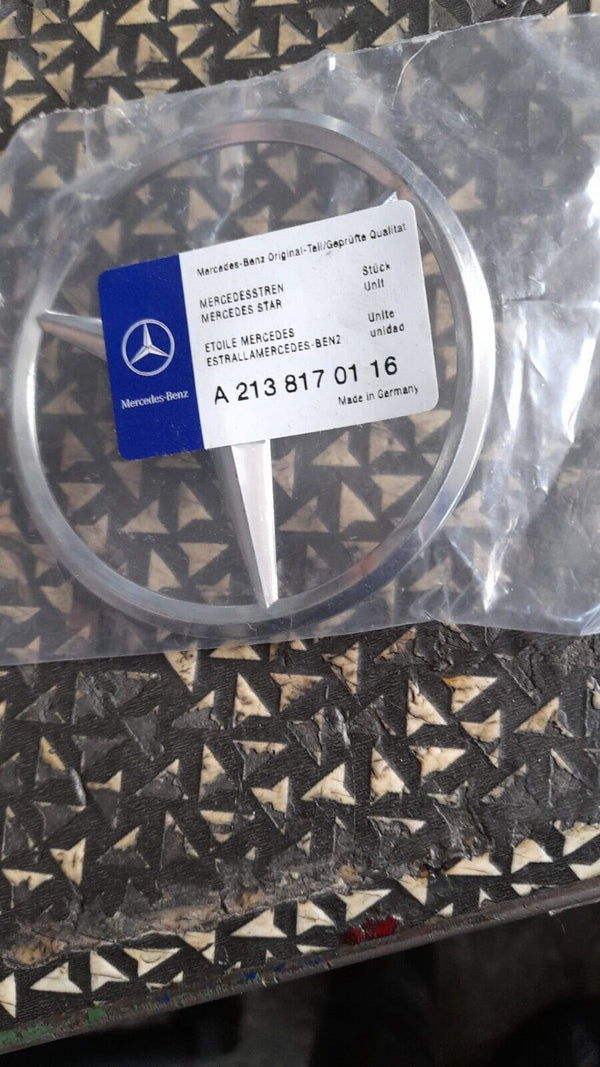 Mercedes-Benz Original-Teil/Geprüfte Qualitat
MERCEDESSTREN Stück
MERCEDES STAR Unit
ETOILE MERCEDES Unite
ESTRALLAMERCEDES-BENZ unidad
A 213 817 01 16
Made in Germany
Mercedes-Benz